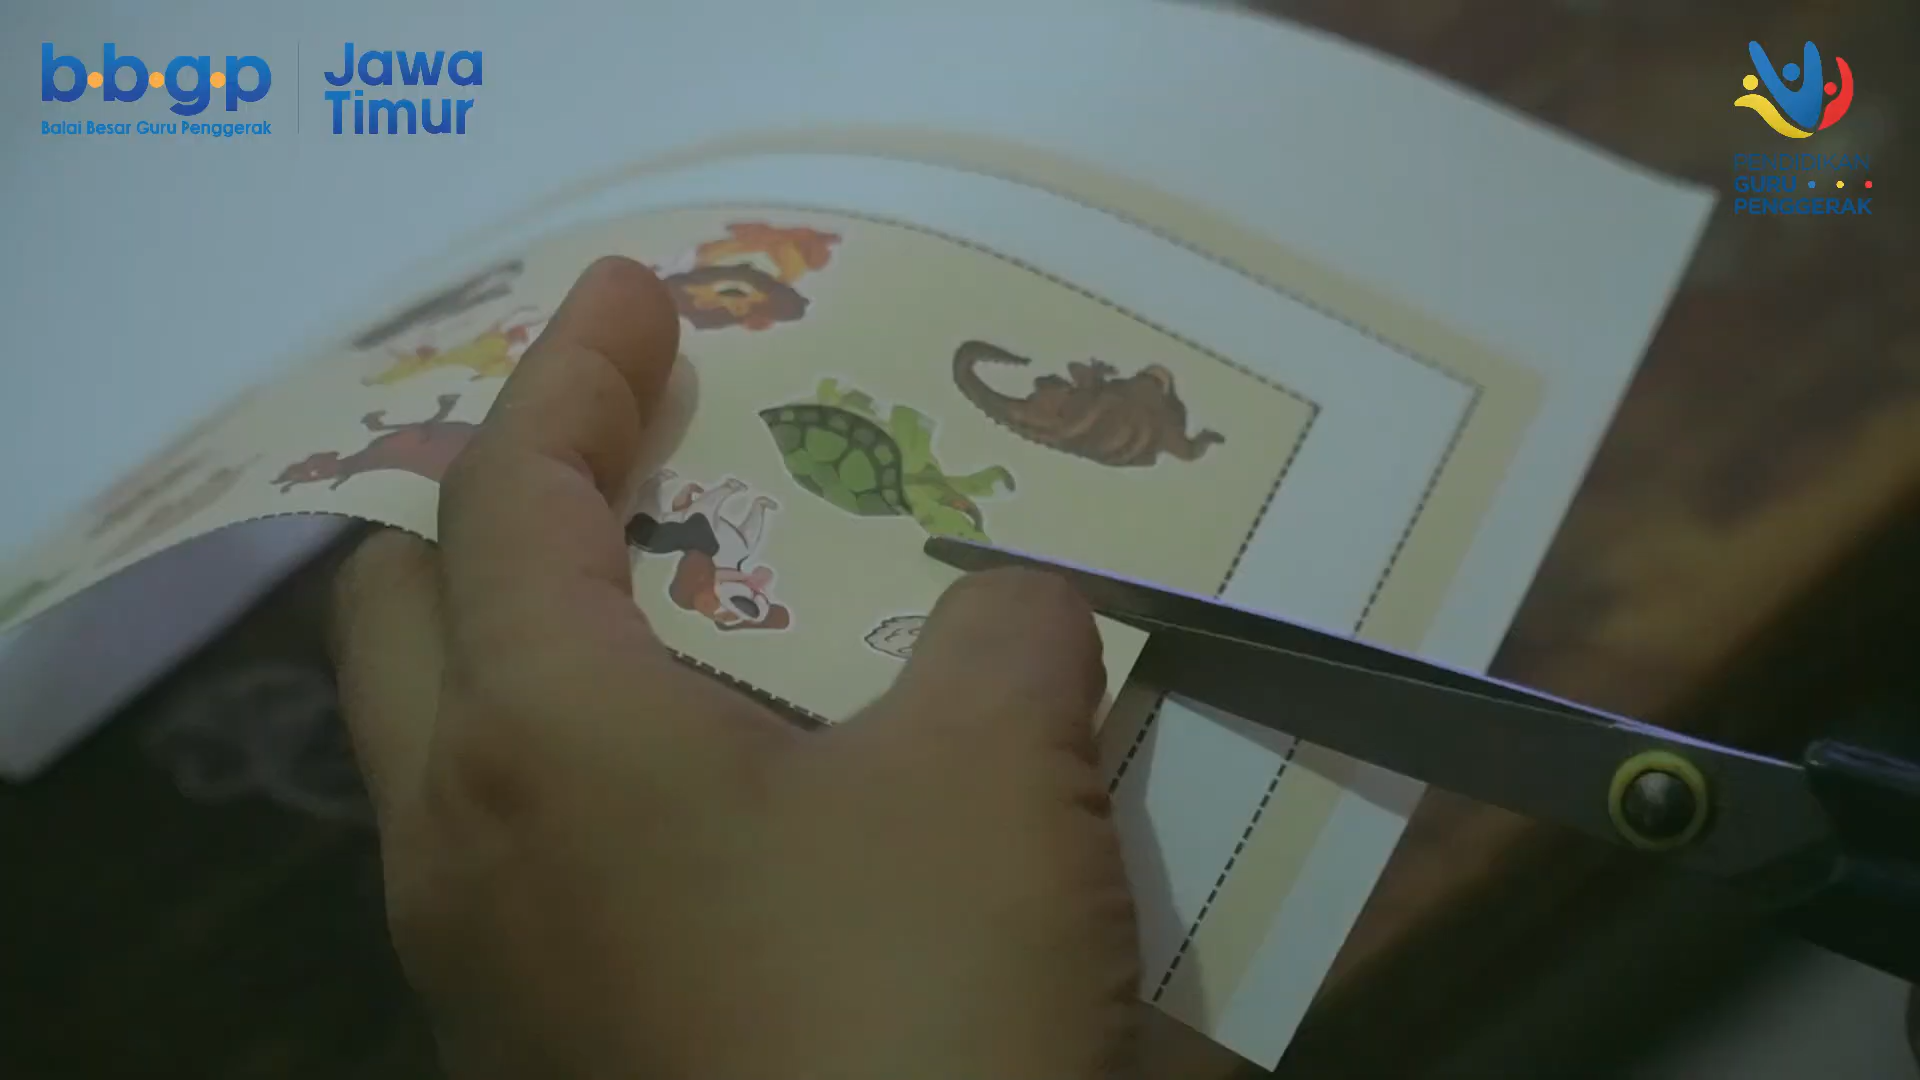 b·b·g·p
Balai Besar Guru Penggerak
Jawa
Timur
PENDIDIKAN
GURU
PENGGERAK